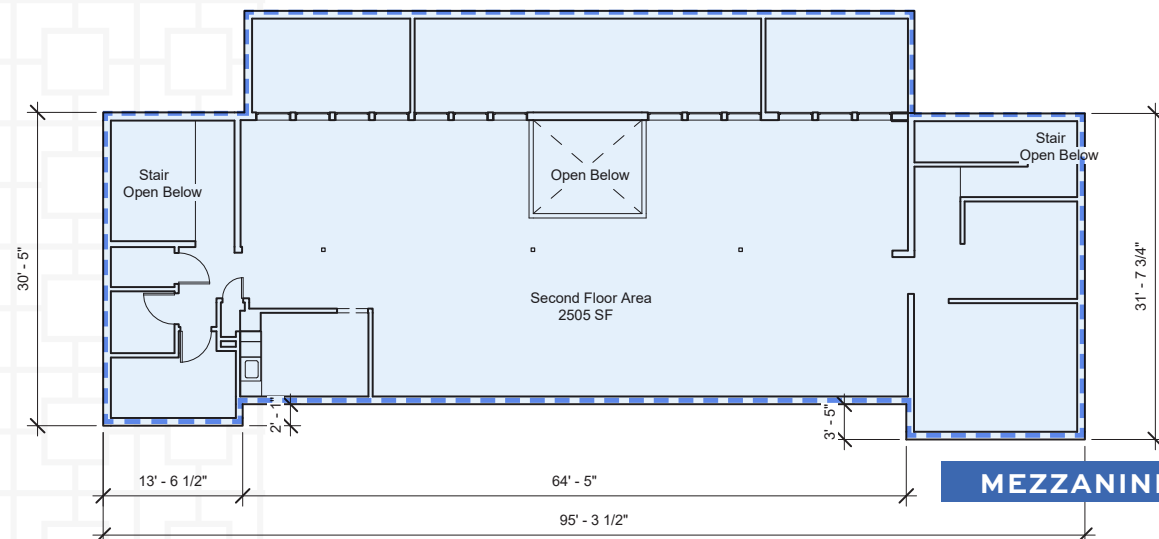 Stair
Open Below
Stair
Open Below
Open Below
30' - 5"
31' - 7 3/4"
Second Floor Area
2505 SF
2' - 1"
3' - 5"
13' - 6 1/2"
64' - 5"
MEZZANINE
95' - 3 1/2"